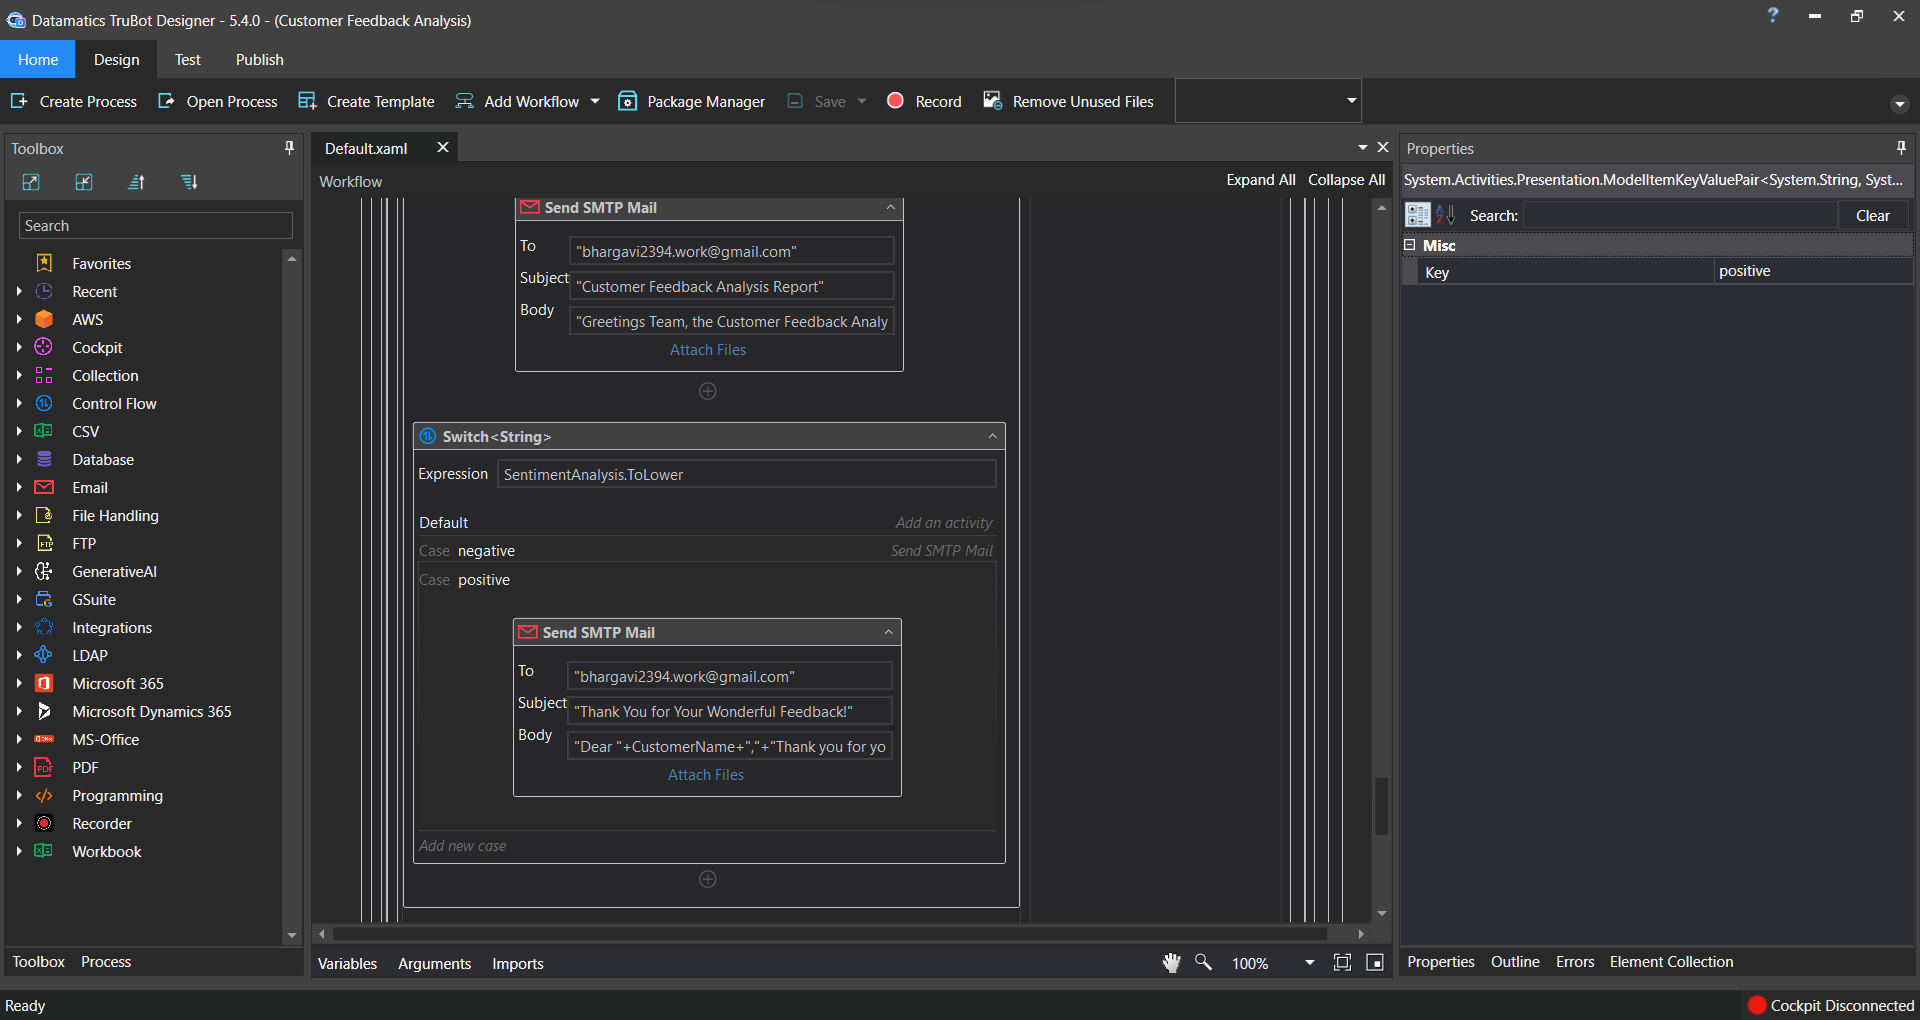 Datamatics TruBot Designer - 5.4.0 - (Customer Feedback Analysis)
?
Home
Design
Test
Publish
Create Process
Open Process
Create Template
Add Workflow
Package Manager
Save
Record
Remove Unused Files
Toolbox
Search
Favorites
Recent
AWS
Cockpit
Collection
Control Flow
CSV
Database
Email
File Handling
FTP
GenerativeAI
GSuite
Integrations
LDAP
Microsoft 365
Microsoft Dynamics 365
MS-Office
PDF
Programming
Recorder
Workbook
Toolbox
Process
Default.xaml
Workflow
Expand All
Collapse All
Send SMTP Mail
To
"bhargavi2394.work@gmail.com"
Subject
"Customer Feedback Analysis Report"
Body
"Greetings Team, the Customer Feedback Analy
Attach Files
Switch<String>
Expression
SentimentAnalysis.ToLower
Default
Add an activity
Case negative
Send SMTP Mail
Case positive
Send SMTP Mail
To
"bhargavi2394.work@gmail.com"
Subject
"Thank You for Your Wonderful Feedback!"
Body
"Dear "+CustomerName+","+"Thank you for yo
Attach Files
Add new case
Variables
Arguments
Imports
100%
Properties
System.Activities.Presentation.ModelItemKeyValuePair<System.String, Syst...
Search:
Clear
Misc
Key
positive
Properties
Outline
Errors
Element Collection
Ready
Cockpit Disconnected